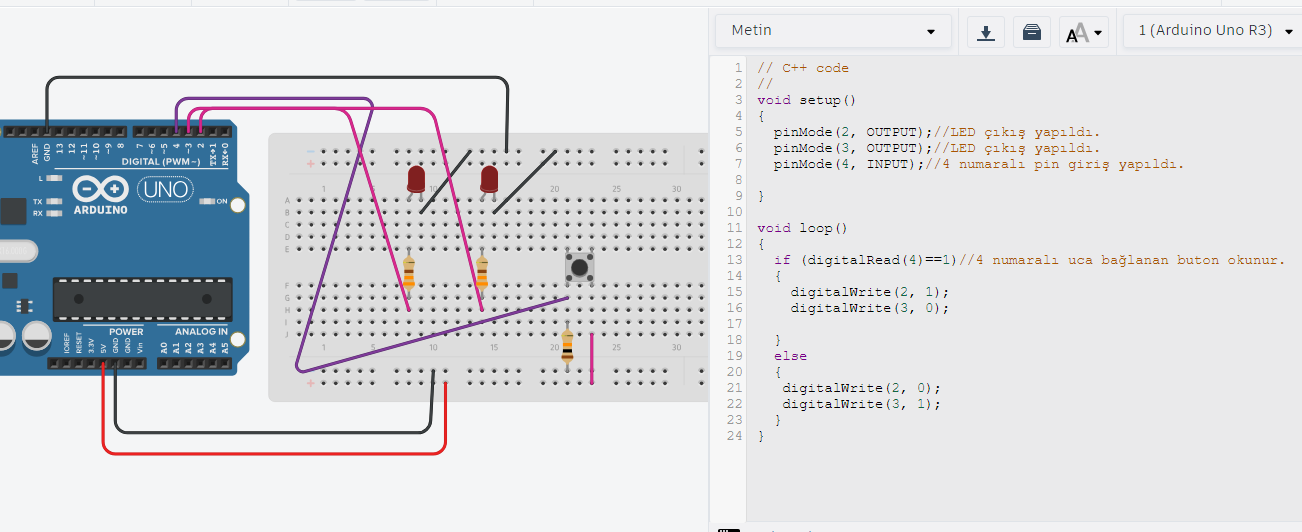 Metin
1 (Arduino Uno R3)
1 // C++ code
2 //
3 void setup()
4 {
5 pinMode(2, OUTPUT);//LED çıkış yapıldı.
6 pinMode(3, OUTPUT);//LED çıkış yapıldı.
7 pinMode(4, INPUT);//4 numaralı pin giriş yapıldı.
8
9 }
10
11 void loop()
12 {
13 if (digitalRead(4)==1)//4 numaralı uca bağlanan buton okunur.
14 {
15 digitalWrite(2, 1);
16 digitalWrite(3, 0);
17
18 }
19 else
20 {
21 digitalWrite(2, 0);
22 digitalWrite(3, 1);
23 }
24 }
AREF GND 13 12 ~11 ~10 ~9 8 7 ~6 ~5 4 ~3 2 TX→1 RX←0
DIGITAL (PWM~)
L
TX
RX
ARDUINO
UNO
ON
POWER
ANALOG IN
IOREF RESET 3.3V 5V GND GND Vin A0 A1 A2 A3 A4 A5
1 10 15 20 25 30
A
B
C
D
E
F
G
H
I
J
1 5 10 15 20 25 30